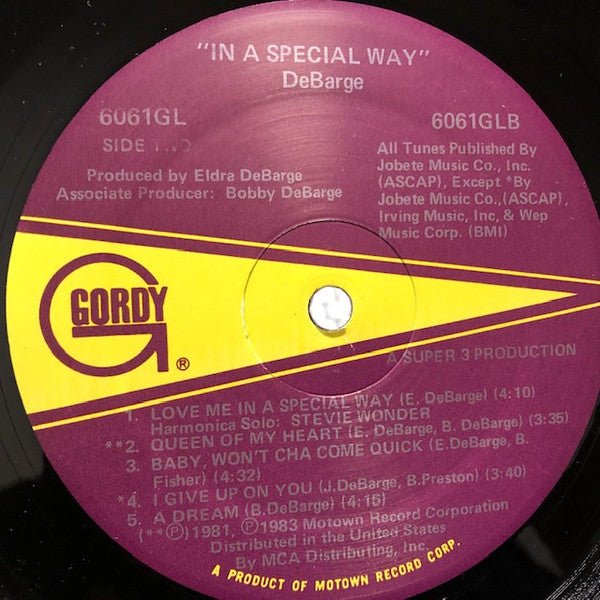 "IN A SPECIAL WAY"
DeBarge
6061GL
SIDE TWO
6061GLB
Produced by Eldra DeBarge
Associate Producer: Bobby DeBarge
All Tunes Published By
Jobete Music Co., Inc.
(ASCAP), Except *By
Jobete Music Co.,(ASCAP),
Irving Music, Inc, & Wep
Music Corp. (BMI)
GORDY
®
A SUPER 3 PRODUCTION
1. LOVE ME IN A SPECIAL WAY (E. DeBarge) (4:10)
Harmonica Solo: STEVIE WONDER
**2. QUEEN OF MY HEART (E. DeBarge, B. DeBarge) (3:35)
3. BABY, WON'T CHA COME QUICK (E.DeBarge, B.
Fisher) (4:32)
*4. I GIVE UP ON YOU (J.DeBarge, B.Preston) (3:40)
5. A DREAM (B.DeBarge) (4:15)
(**℗1981, ℗1983 Motown Record Corporation
Distributed in the United States
By MCA Distributing, Inc.
A PRODUCT OF MOTOWN RECORD CORP.